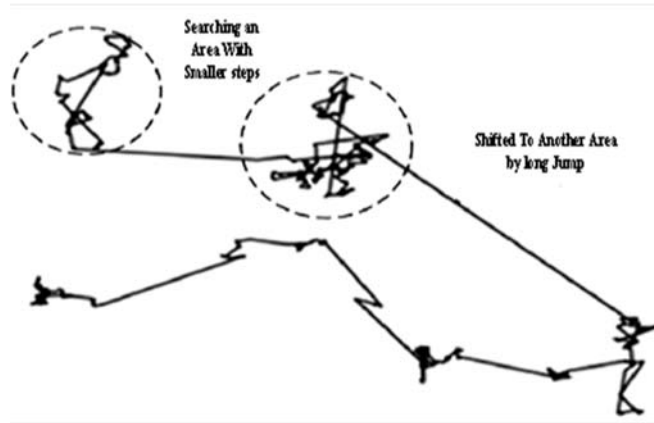 Searching an
Area With
Smaller steps
Shifted To Another Area
by long Jump